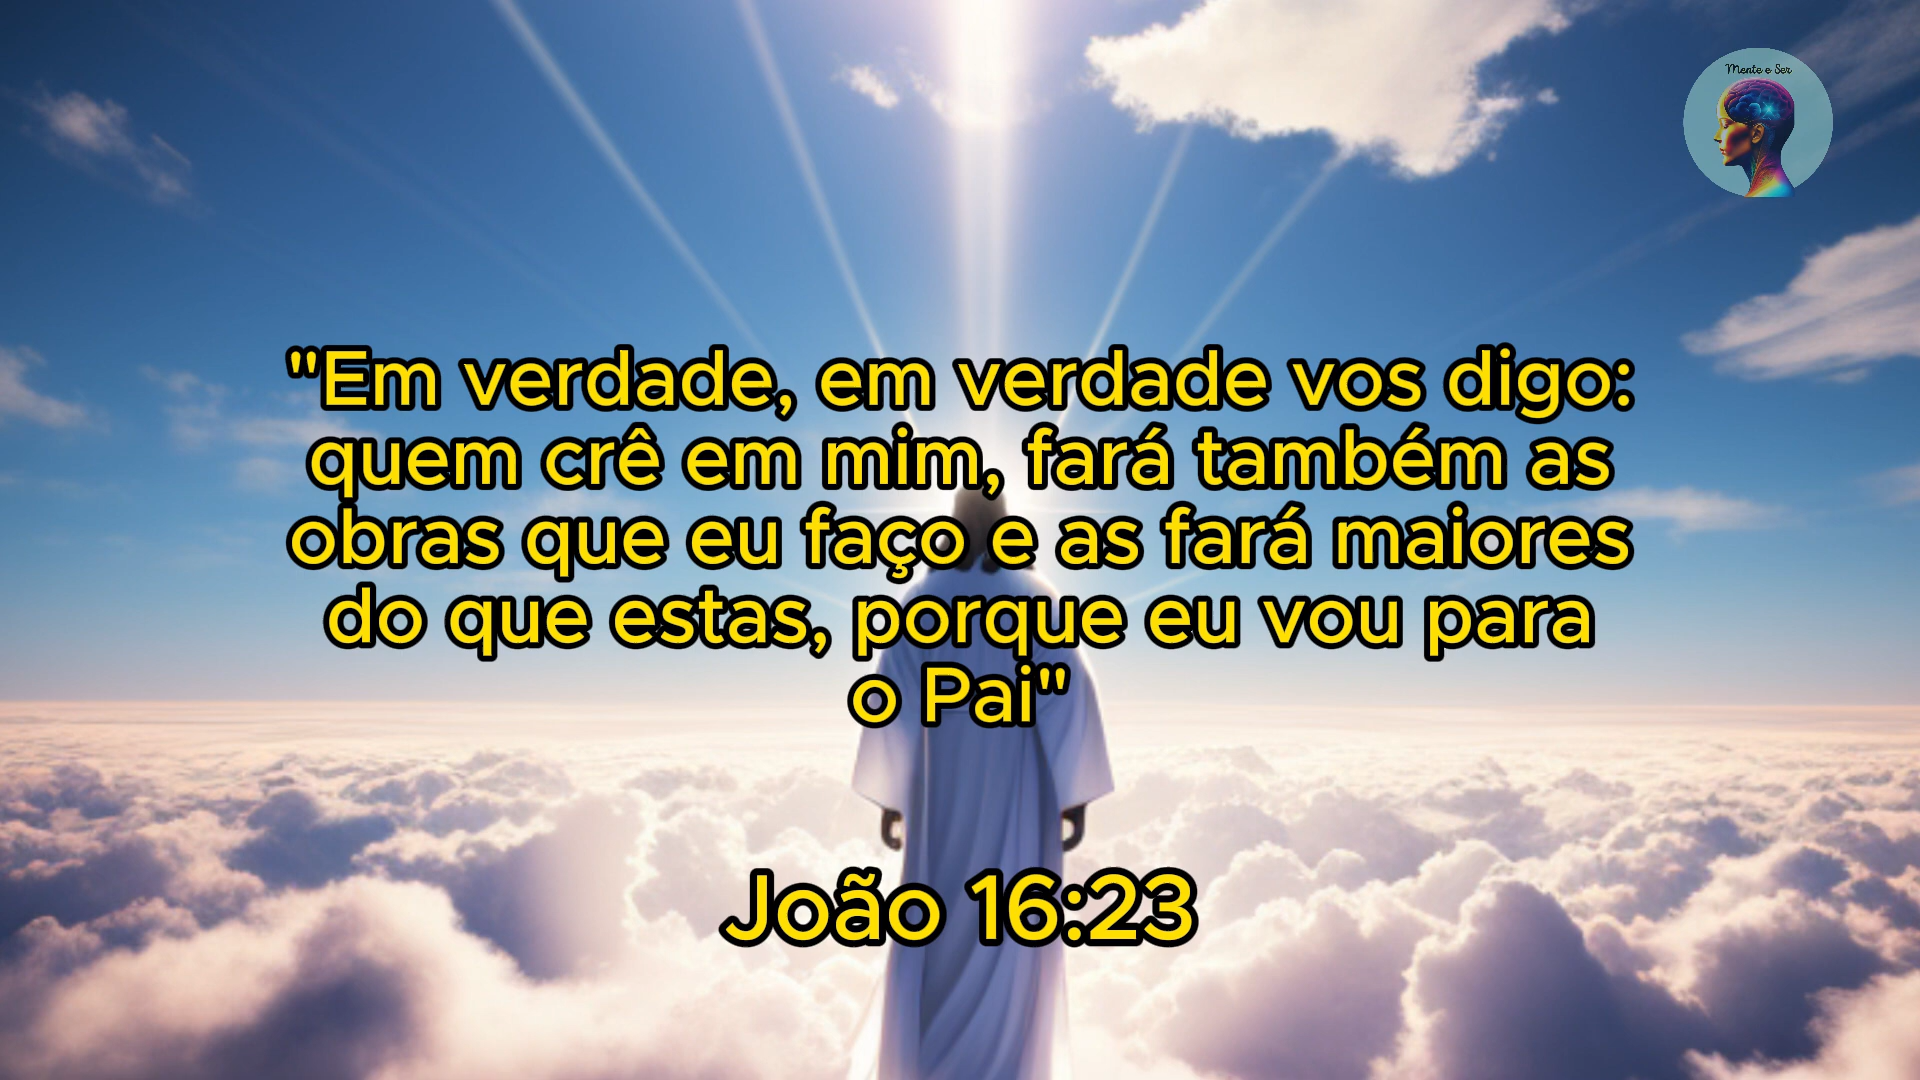 Mente e Ser
"Em verdade, em verdade vos digo:
quem crê em mim, fará também as
obras que eu faço e as fará maiores
do que estas, porque eu vou para
o Pai"
João 16:23